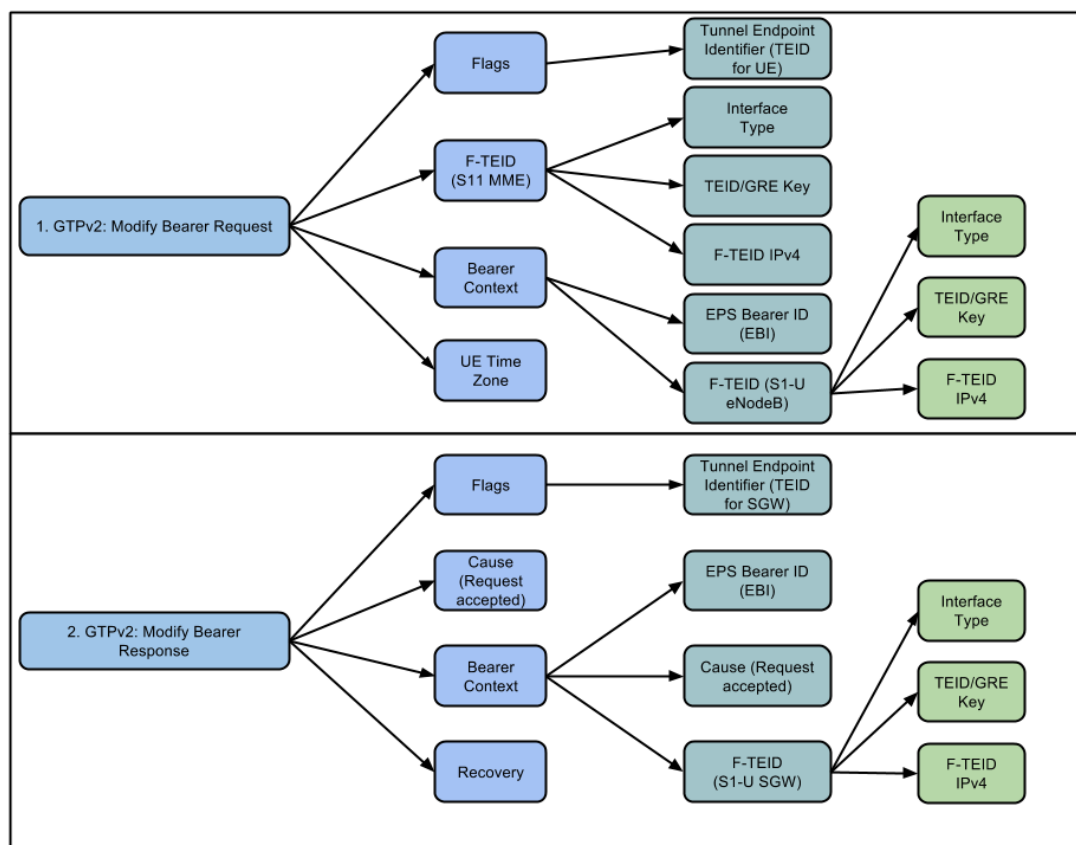 1. GTPv2: Modify Bearer Request
Flags
F-TEID
(S11 MME)
Bearer
Context
UE Time
Zone
Tunnel Endpoint
Identifier (TEID
for UE)
Interface
Type
TEID/GRE Key
F-TEID IPv4
EPS Bearer ID
(EBI)
F-TEID (S1-U
eNodeB)
Interface
Type
TEID/GRE
Key
F-TEID
IPv4
2. GTPv2: Modify Bearer
Response
Flags
Cause
(Request
accepted)
Bearer
Context
Recovery
Tunnel Endpoint
Identifier (TEID
for SGW)
EPS Bearer ID
(EBI)
Cause (Request
accepted)
F-TEID
(S1-U SGW)
Interface
Type
TEID/GRE
Key
F-TEID
IPv4